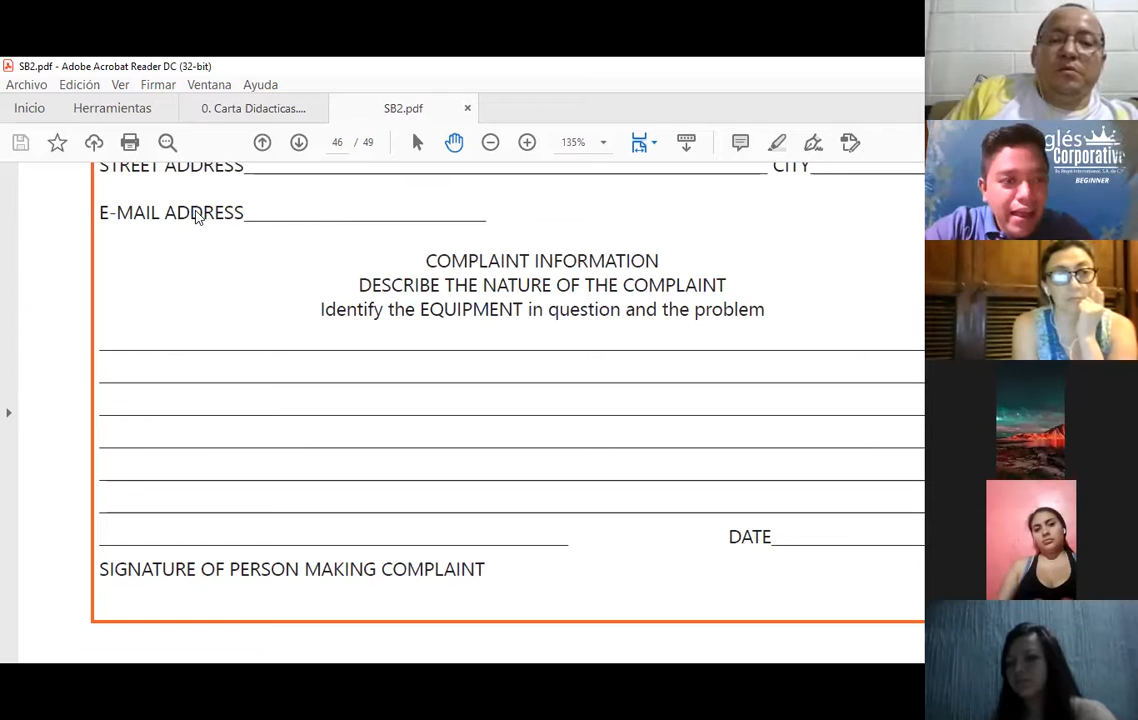 SB2.pdf - Adobe Acrobat Reader DC (32-bit)
Archivo Edición Ver Firmar Ventana Ayuda
Inicio Herramientas 0. Carta Didacticas.... SB2.pdf ×
46 / 49 135%
STREET ADDRESS CITY
E-MAIL ADDRESS
COMPLAINT INFORMATION
DESCRIBE THE NATURE OF THE COMPLAINT
Identify the EQUIPMENT in question and the problem
DATE
SIGNATURE OF PERSON MAKING COMPLAINT
glés
Corporativ
BEGINNER